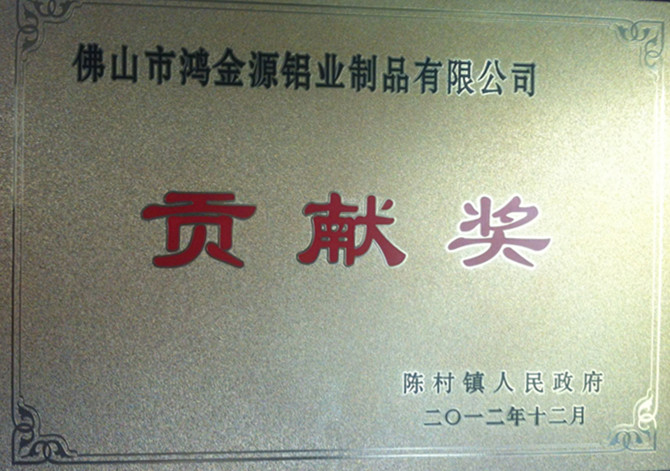 佛山市鸿金源铝业制品有限公司
贡献奖
陈村镇人民政府
二〇一二年十二月